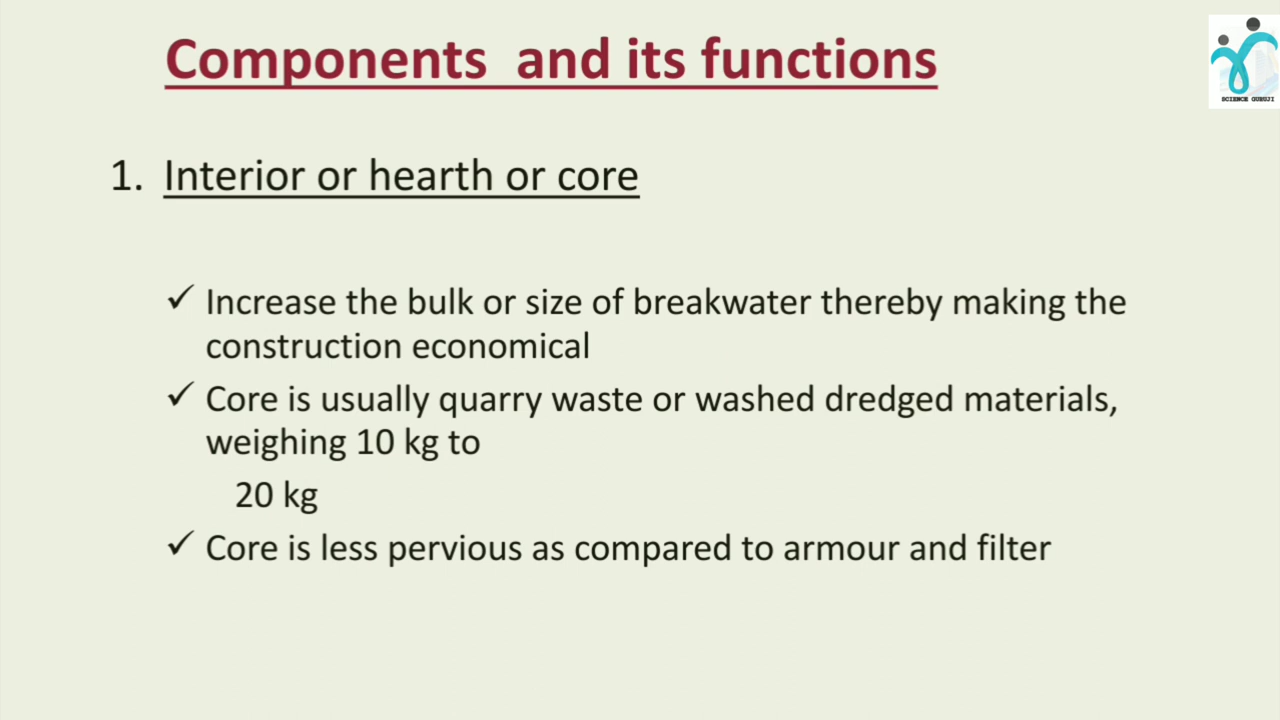 Components and its functions
SCIENCE GURUJI
1. Interior or hearth or core
✓ Increase the bulk or size of breakwater thereby making the
construction economical
✓ Core is usually quarry waste or washed dredged materials,
weighing 10 kg to
20 kg
✓ Core is less pervious as compared to armour and filter